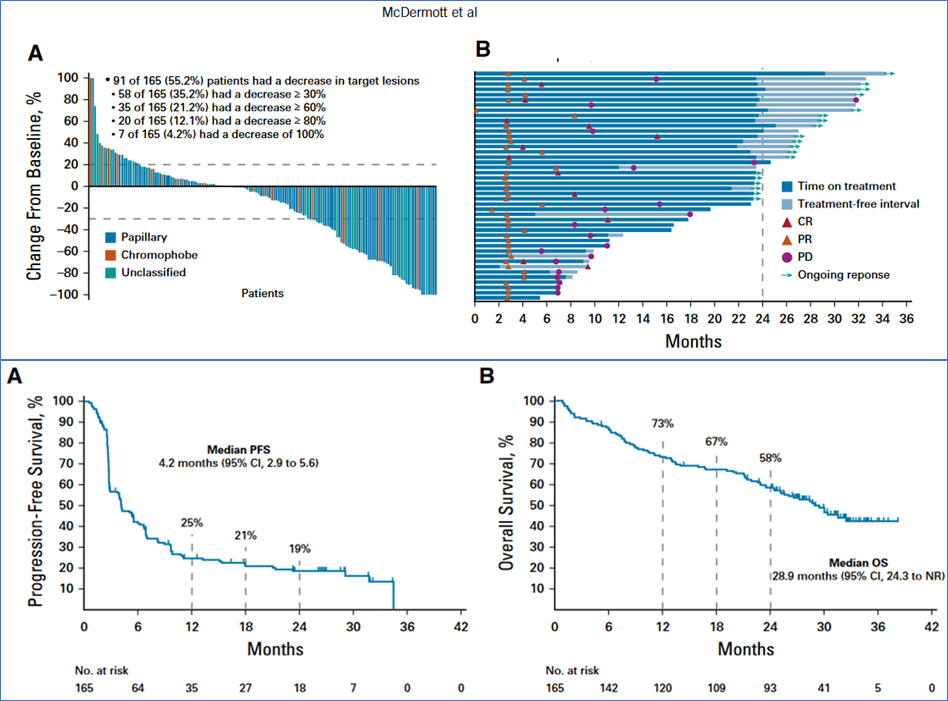 McDermott et al
A
• 91 of 165 (55.2%) patients had a decrease in target lesions
• 58 of 165 (35.2%) had a decrease ≥ 30%
• 35 of 165 (21.2%) had a decrease ≥ 60%
• 20 of 165 (12.1%) had a decrease ≥ 80%
• 7 of 165 (4.2%) had a decrease of 100%
Change From Baseline, %
100
80
60
40
20
0
−20
−40
−60
−80
−100
Papillary
Chromophobe
Unclassified
Patients
B
Time on treatment
Treatment-free interval
CR
PR
PD
Ongoing reponse
0 2 4 6 8 10 12 14 16 18 20 22 24 26 28 30 32 34 36
Months
A
Progression-Free Survival, %
100
90
80
70
60
50
40
30
20
10
Median PFS
4.2 months (95% CI, 2.9 to 5.6)
25%
21%
19%
0 6 12 18 24 30 36 42
Months
No. at risk
165 64 35 27 18 7 0 0
B
Overall Survival, %
100
90
80
70
60
50
40
30
20
10
73%
67%
58%
Median OS
28.9 months (95% CI, 24.3 to NR)
0 6 12 18 24 30 36 42
Months
No. at risk
165 142 120 109 93 41 5 0